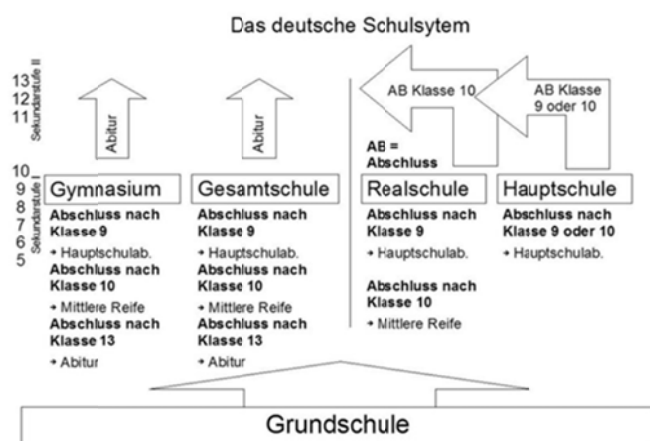 Das deutsche Schulsytem
13
12
11
Sekundarstufe II
Abitur
Abitur
AB Klasse 10
AB Klasse
9 oder 10
AB =
Abschluss
10
9
8
7
6
5
Sekundarstufe I
Gymnasium
Abschluss nach
Klasse 9
→ Hauptschulab.
Abschluss nach
Klasse 10
→ Mittlere Reife
Abschluss nach
Klasse 13
→ Abitur
Gesamtschule
Abschluss nach
Klasse 9
→ Hauptschulab.
Abschluss nach
Klasse 10
→ Mittlere Reife
Abschluss nach
Klasse 13
→ Abitur
Realschule
Abschluss nach
Klasse 9
→ Hauptschulab.
Abschluss nach
Klasse 10
→ Mittlere Reife
Hauptschule
Abschluss nach
Klasse 9 oder 10
→ Hauptschulab.
Grundschule